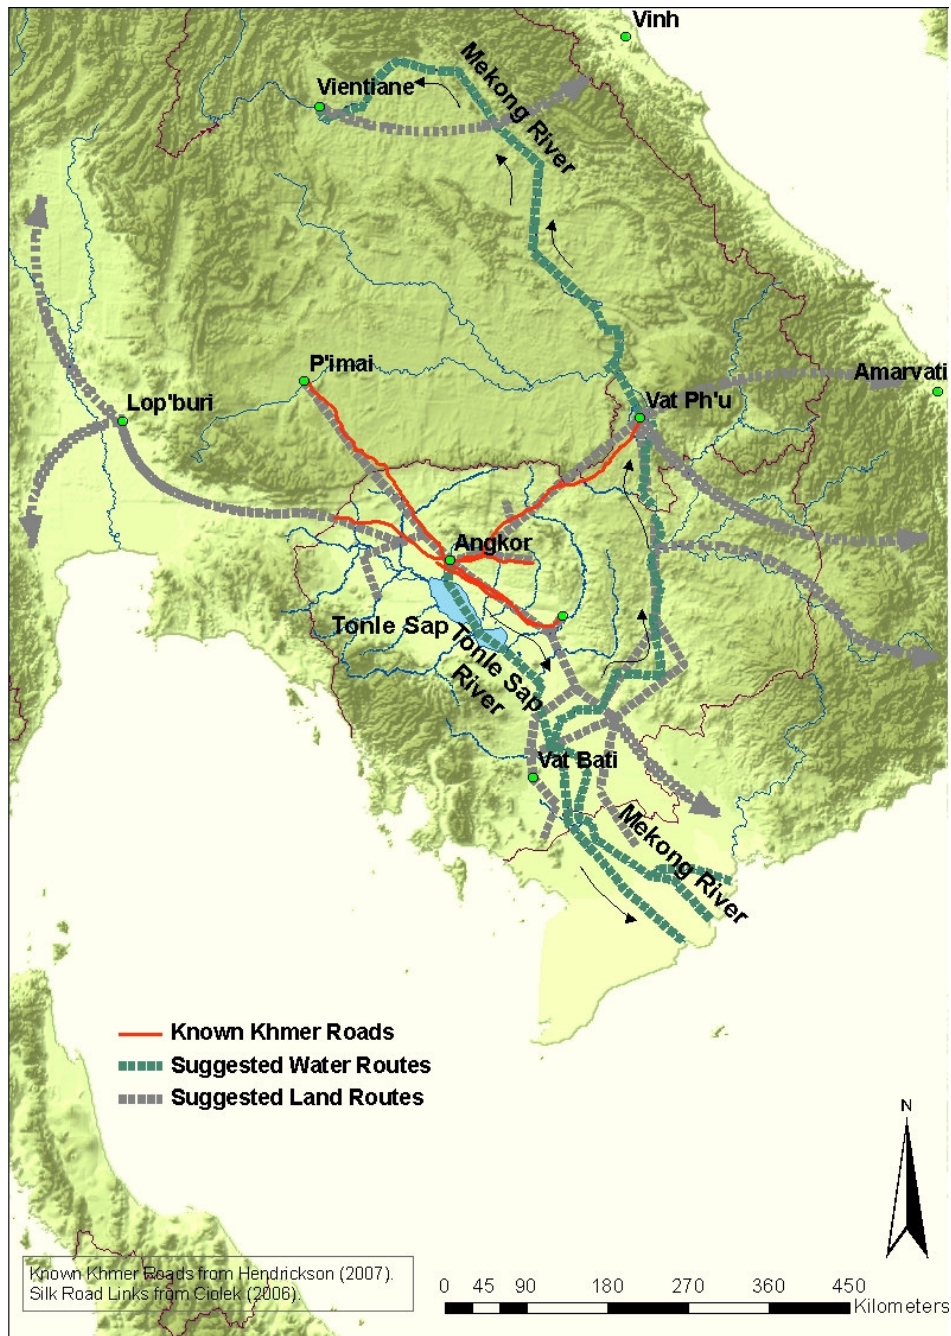 Vinh
Mekong River
Vientiane
P'imai
Amarvati
Lop'buri
Vat Ph'u
Angkor
Tonle Sap
Tonle Sap
River
Vat Bati
Mekong River
Known Khmer Roads
Suggested Water Routes
Suggested Land Routes
N
Known Khmer Roads from Hendrickson (2007).
Silk Road Links from Ciolek (2006).
0 45 90 180 270 360 450
Kilometers